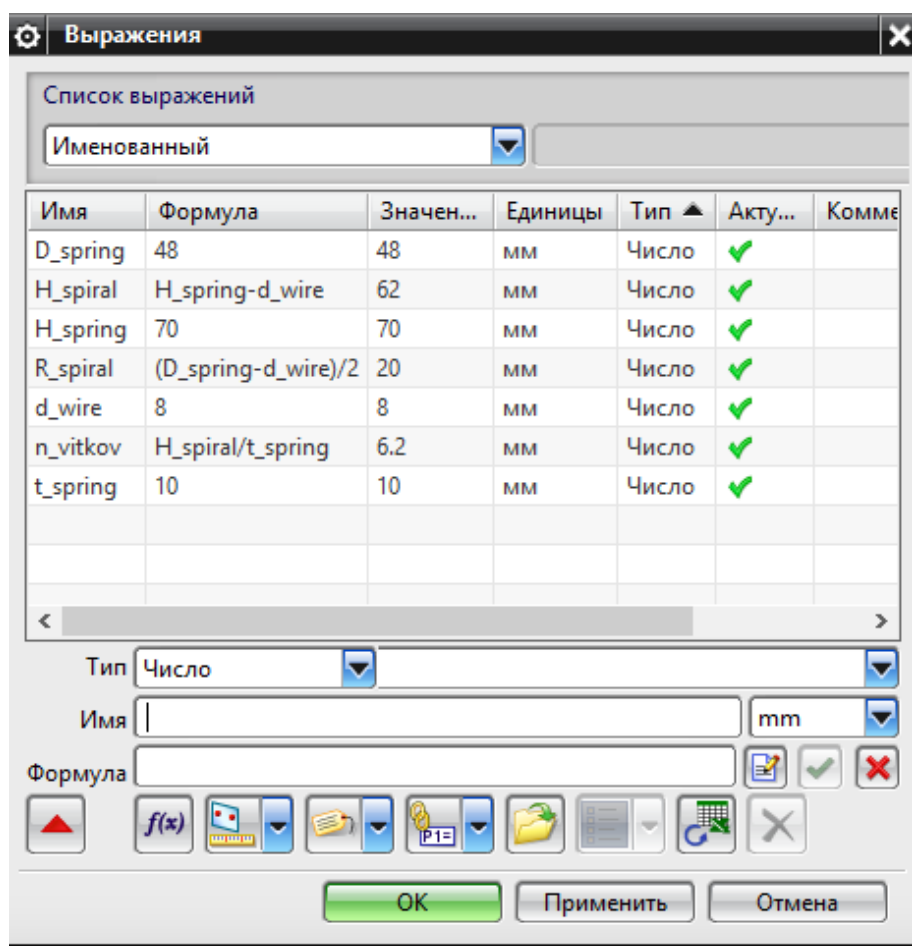 Выражения
Список выражений
Именованный
Имя Формула Значен... Единицы Тип Акту... Комме
D_spring 48 48 мм Число
H_spiral H_spring-d_wire 62 мм Число
H_spring 70 70 мм Число
R_spiral (D_spring-d_wire)/2 20 мм Число
d_wire 8 8 мм Число
n_vitkov H_spiral/t_spring 6.2 мм Число
t_spring 10 10 мм Число
Тип Число
Имя mm
Формула
f(x) P1=
ОК Применить Отмена